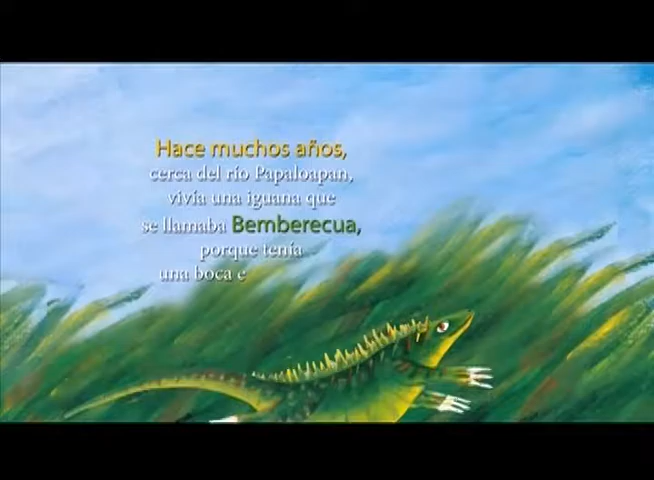 Hace muchos años,
cerca del río Papaloapan,
vivía una iguana que
se llamaba Bemberecua,
porque tenía
una boca e